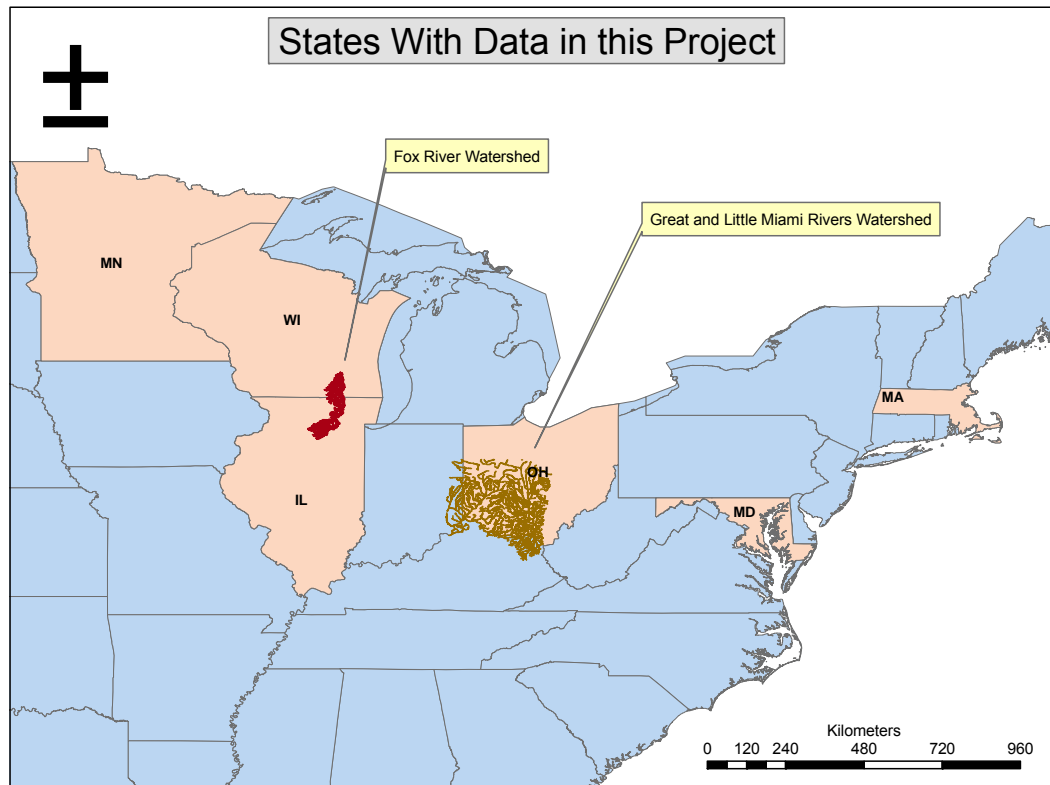 States With Data in this Project
Fox River Watershed
Great and Little Miami Rivers Watershed
MN
WI
MA
OH
IL
MD
Kilometers
0 120 240 480 720 960